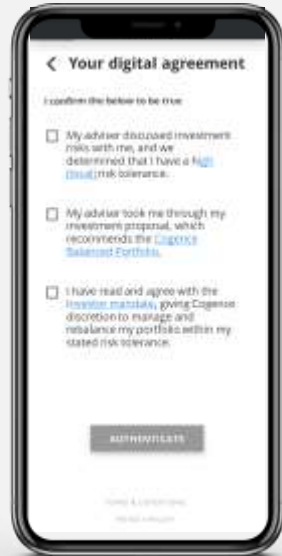 Your digital agreement
I confirm the below to be true
My adviser discussed investment
risks with me, and we
determined that I have a high
risk tolerance.
My adviser took me through my
investment proposal, which
recommends the Cogence
Balanced Portfolio.
I have read and agree with the
investor mandate, giving Cogence
discretion to manage and
rebalance my portfolio within my
stated risk tolerance.
AUTHENTICATE